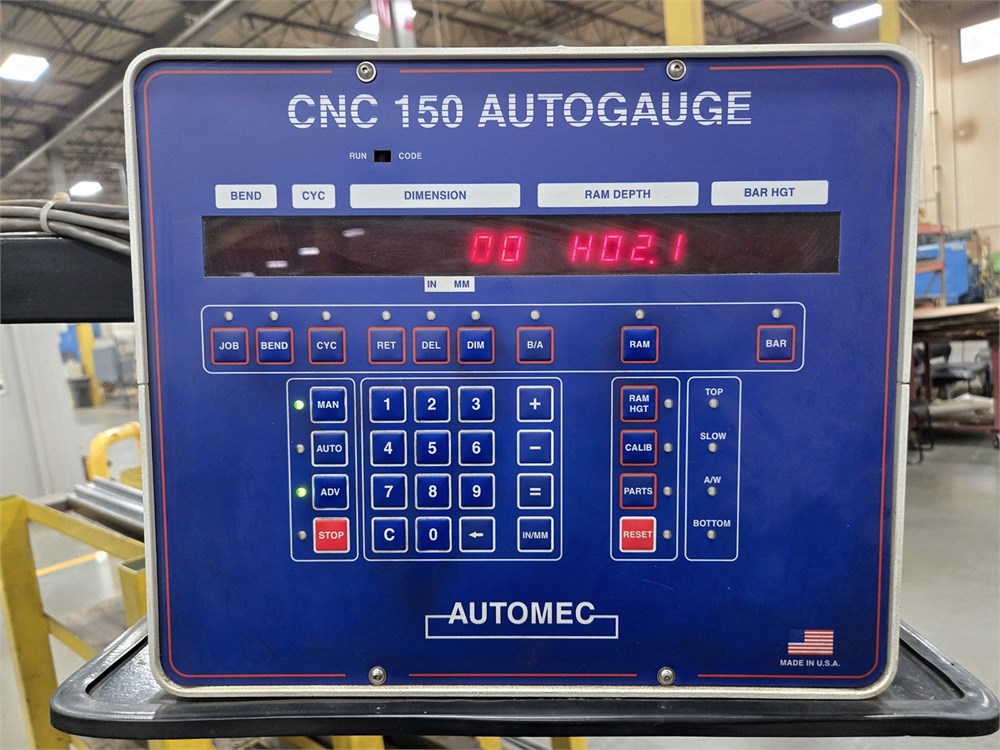 CNC 150 AUTOGAUGE
RUN CODE
BEND CYC DIMENSION RAM DEPTH BAR HGT
00 H02.1
IN MM
JOB BEND CYC RET DEL DIM B/A RAM BAR
MAN 1 2 3 + RAM HGT TOP
AUTO 4 5 6 − CALIB SLOW
ADV 7 8 9 = PARTS A/W
STOP C 0 ← IN/MM RESET BOTTOM
AUTOMEC
MADE IN U.S.A.